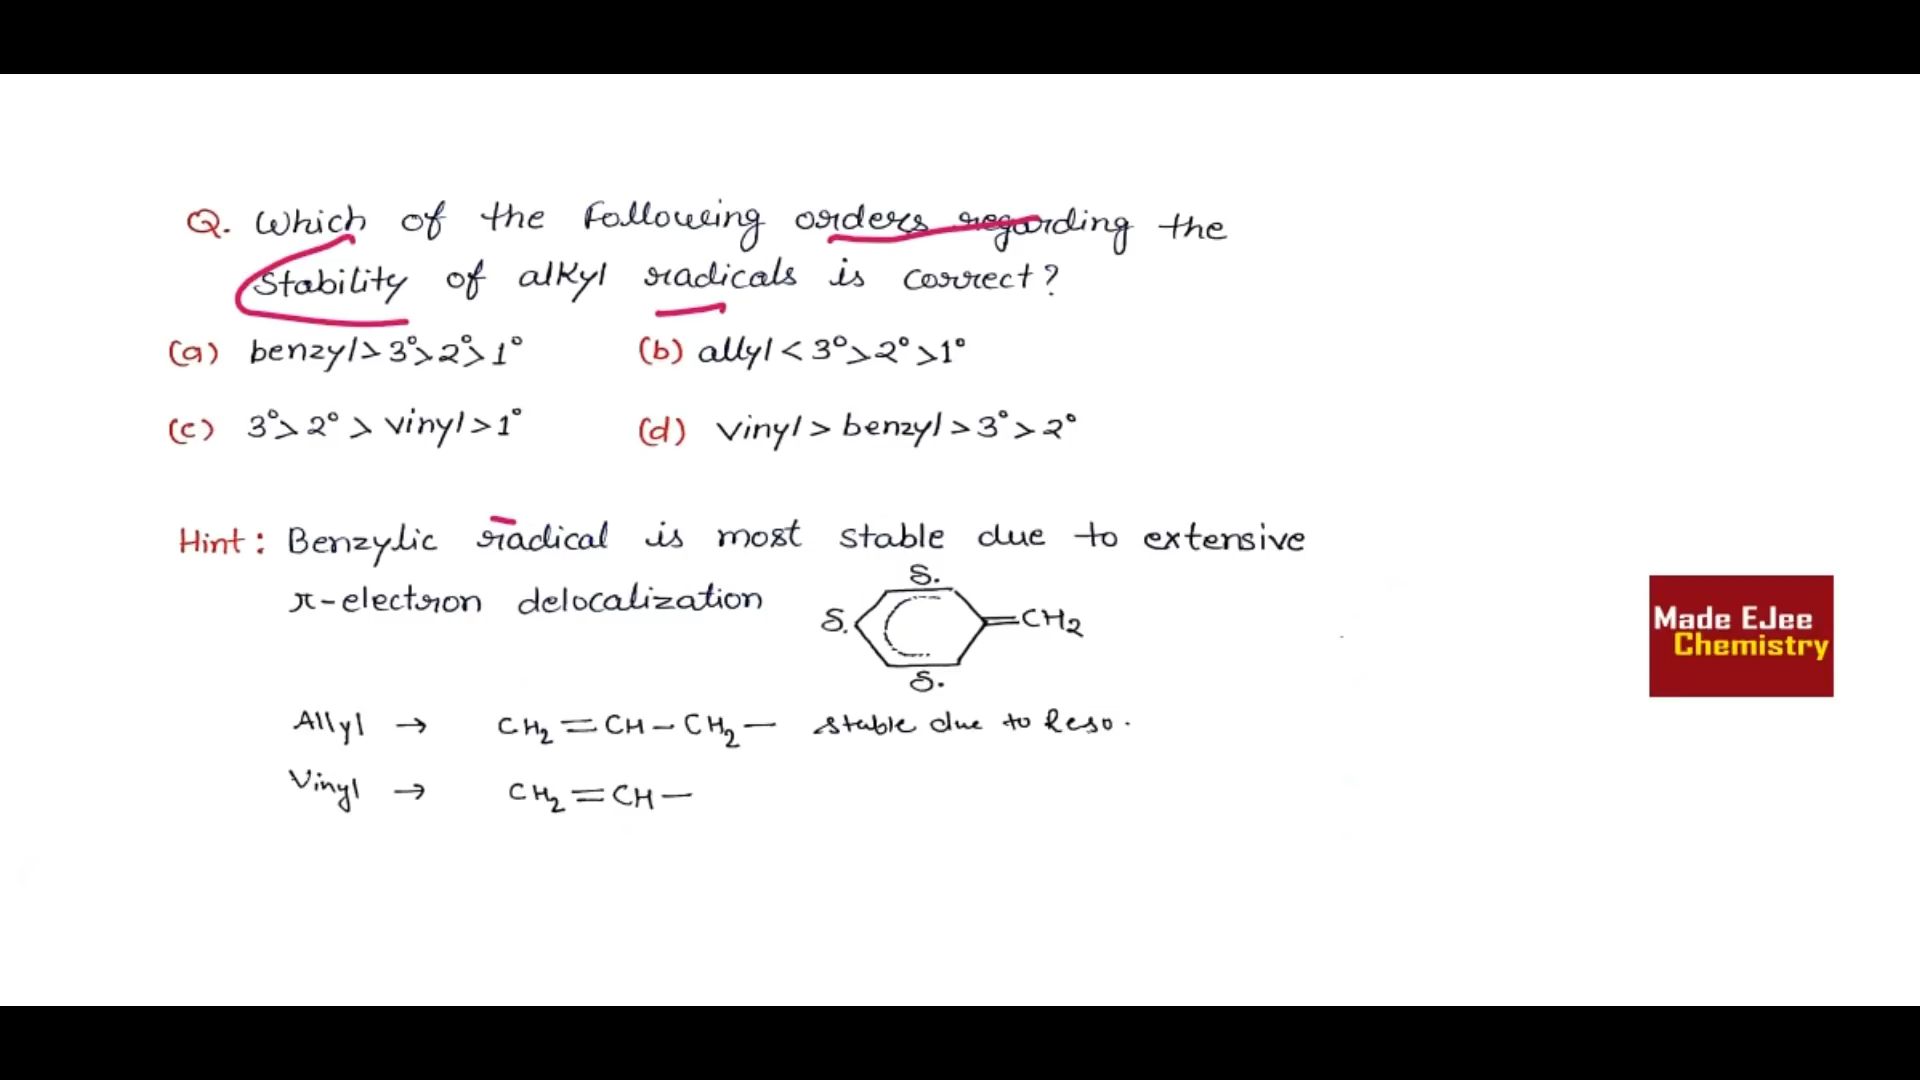 Q. Which of the following orders regarding the
stability of alkyl radicals is correct?
(a) benzyl > 3° > 2° > 1° (b) allyl < 3° > 2° > 1°
(c) 3° > 2° > vinyl > 1° (d) vinyl > benzyl > 3° > 2°
Hint: Benzylic radical is most stable due to extensive
π-electron delocalization
δ.
δ. =CH₂
δ.
Allyl → CH₂=CH-CH₂- stable due to Reso.
Vinyl → CH₂=CH-
Made EJee
Chemistry